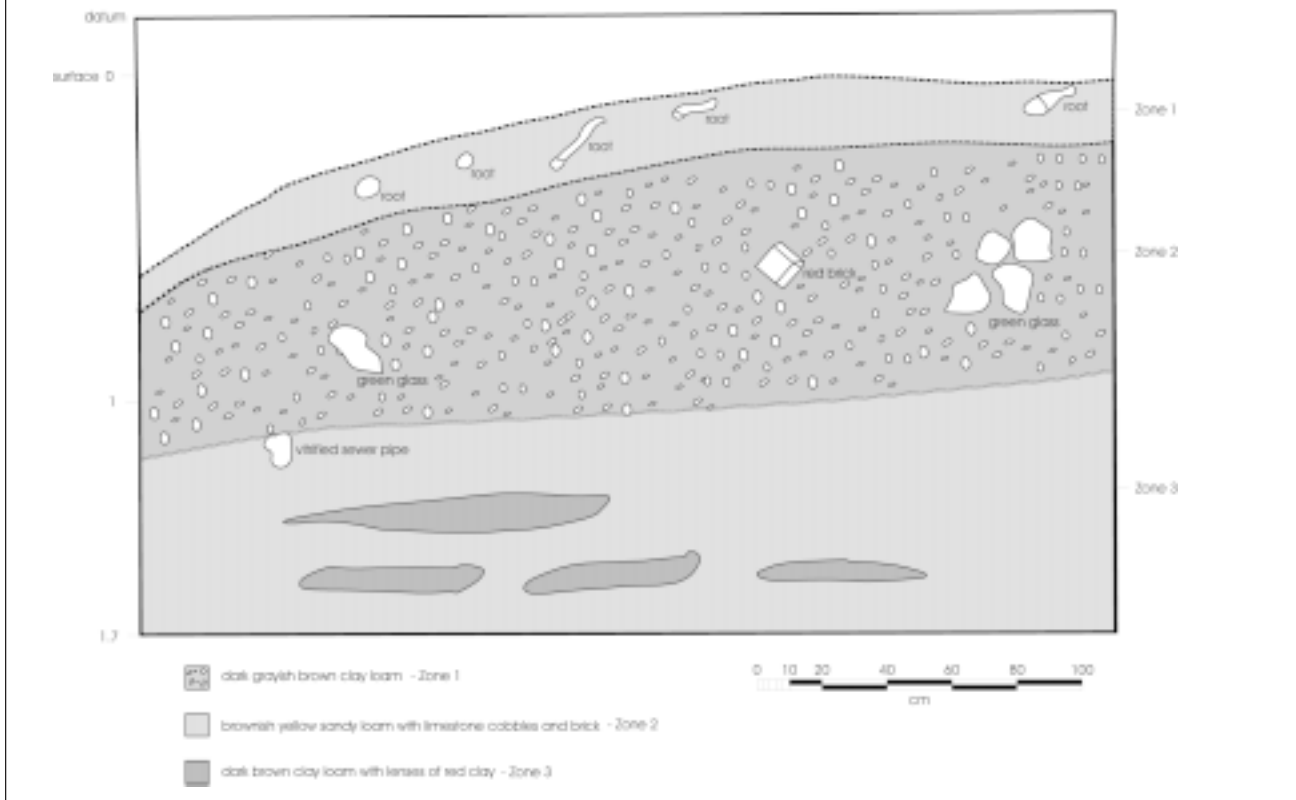 datum
surface 0
root
Zone 1
root
root
root
root
Zone 2
red brick
green glass
green glass
1
vitrified sewer pipe
Zone 3
1.7
0 10 20 40 60 80 100
cm
dark grayish brown clay loam - Zone 1
brownish yellow sandy loam with limestone cobbles and brick - Zone 2
dark brown clay loam with lenses of red clay - Zone 3